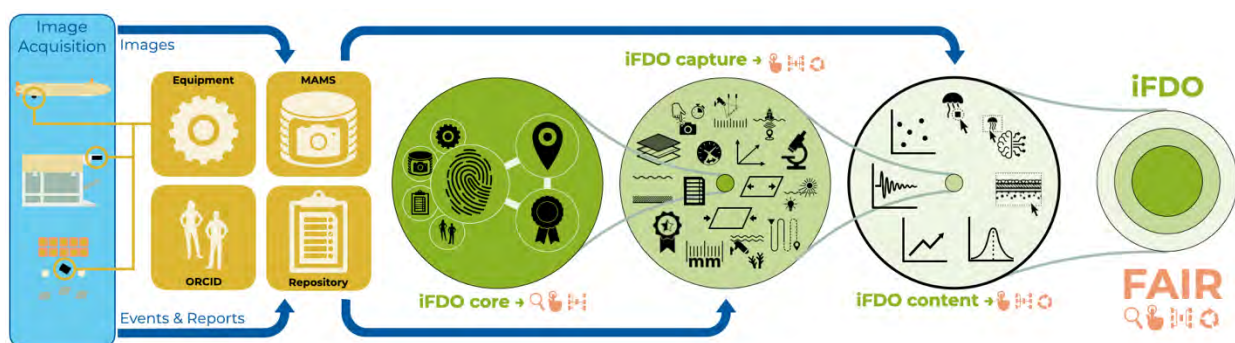 Image
Acquisition
Images
Equipment
MAMS
ORCID
Repository
Events & Reports
iFDO core →
iFDO capture →
mm
iFDO content →
iFDO
FAIR